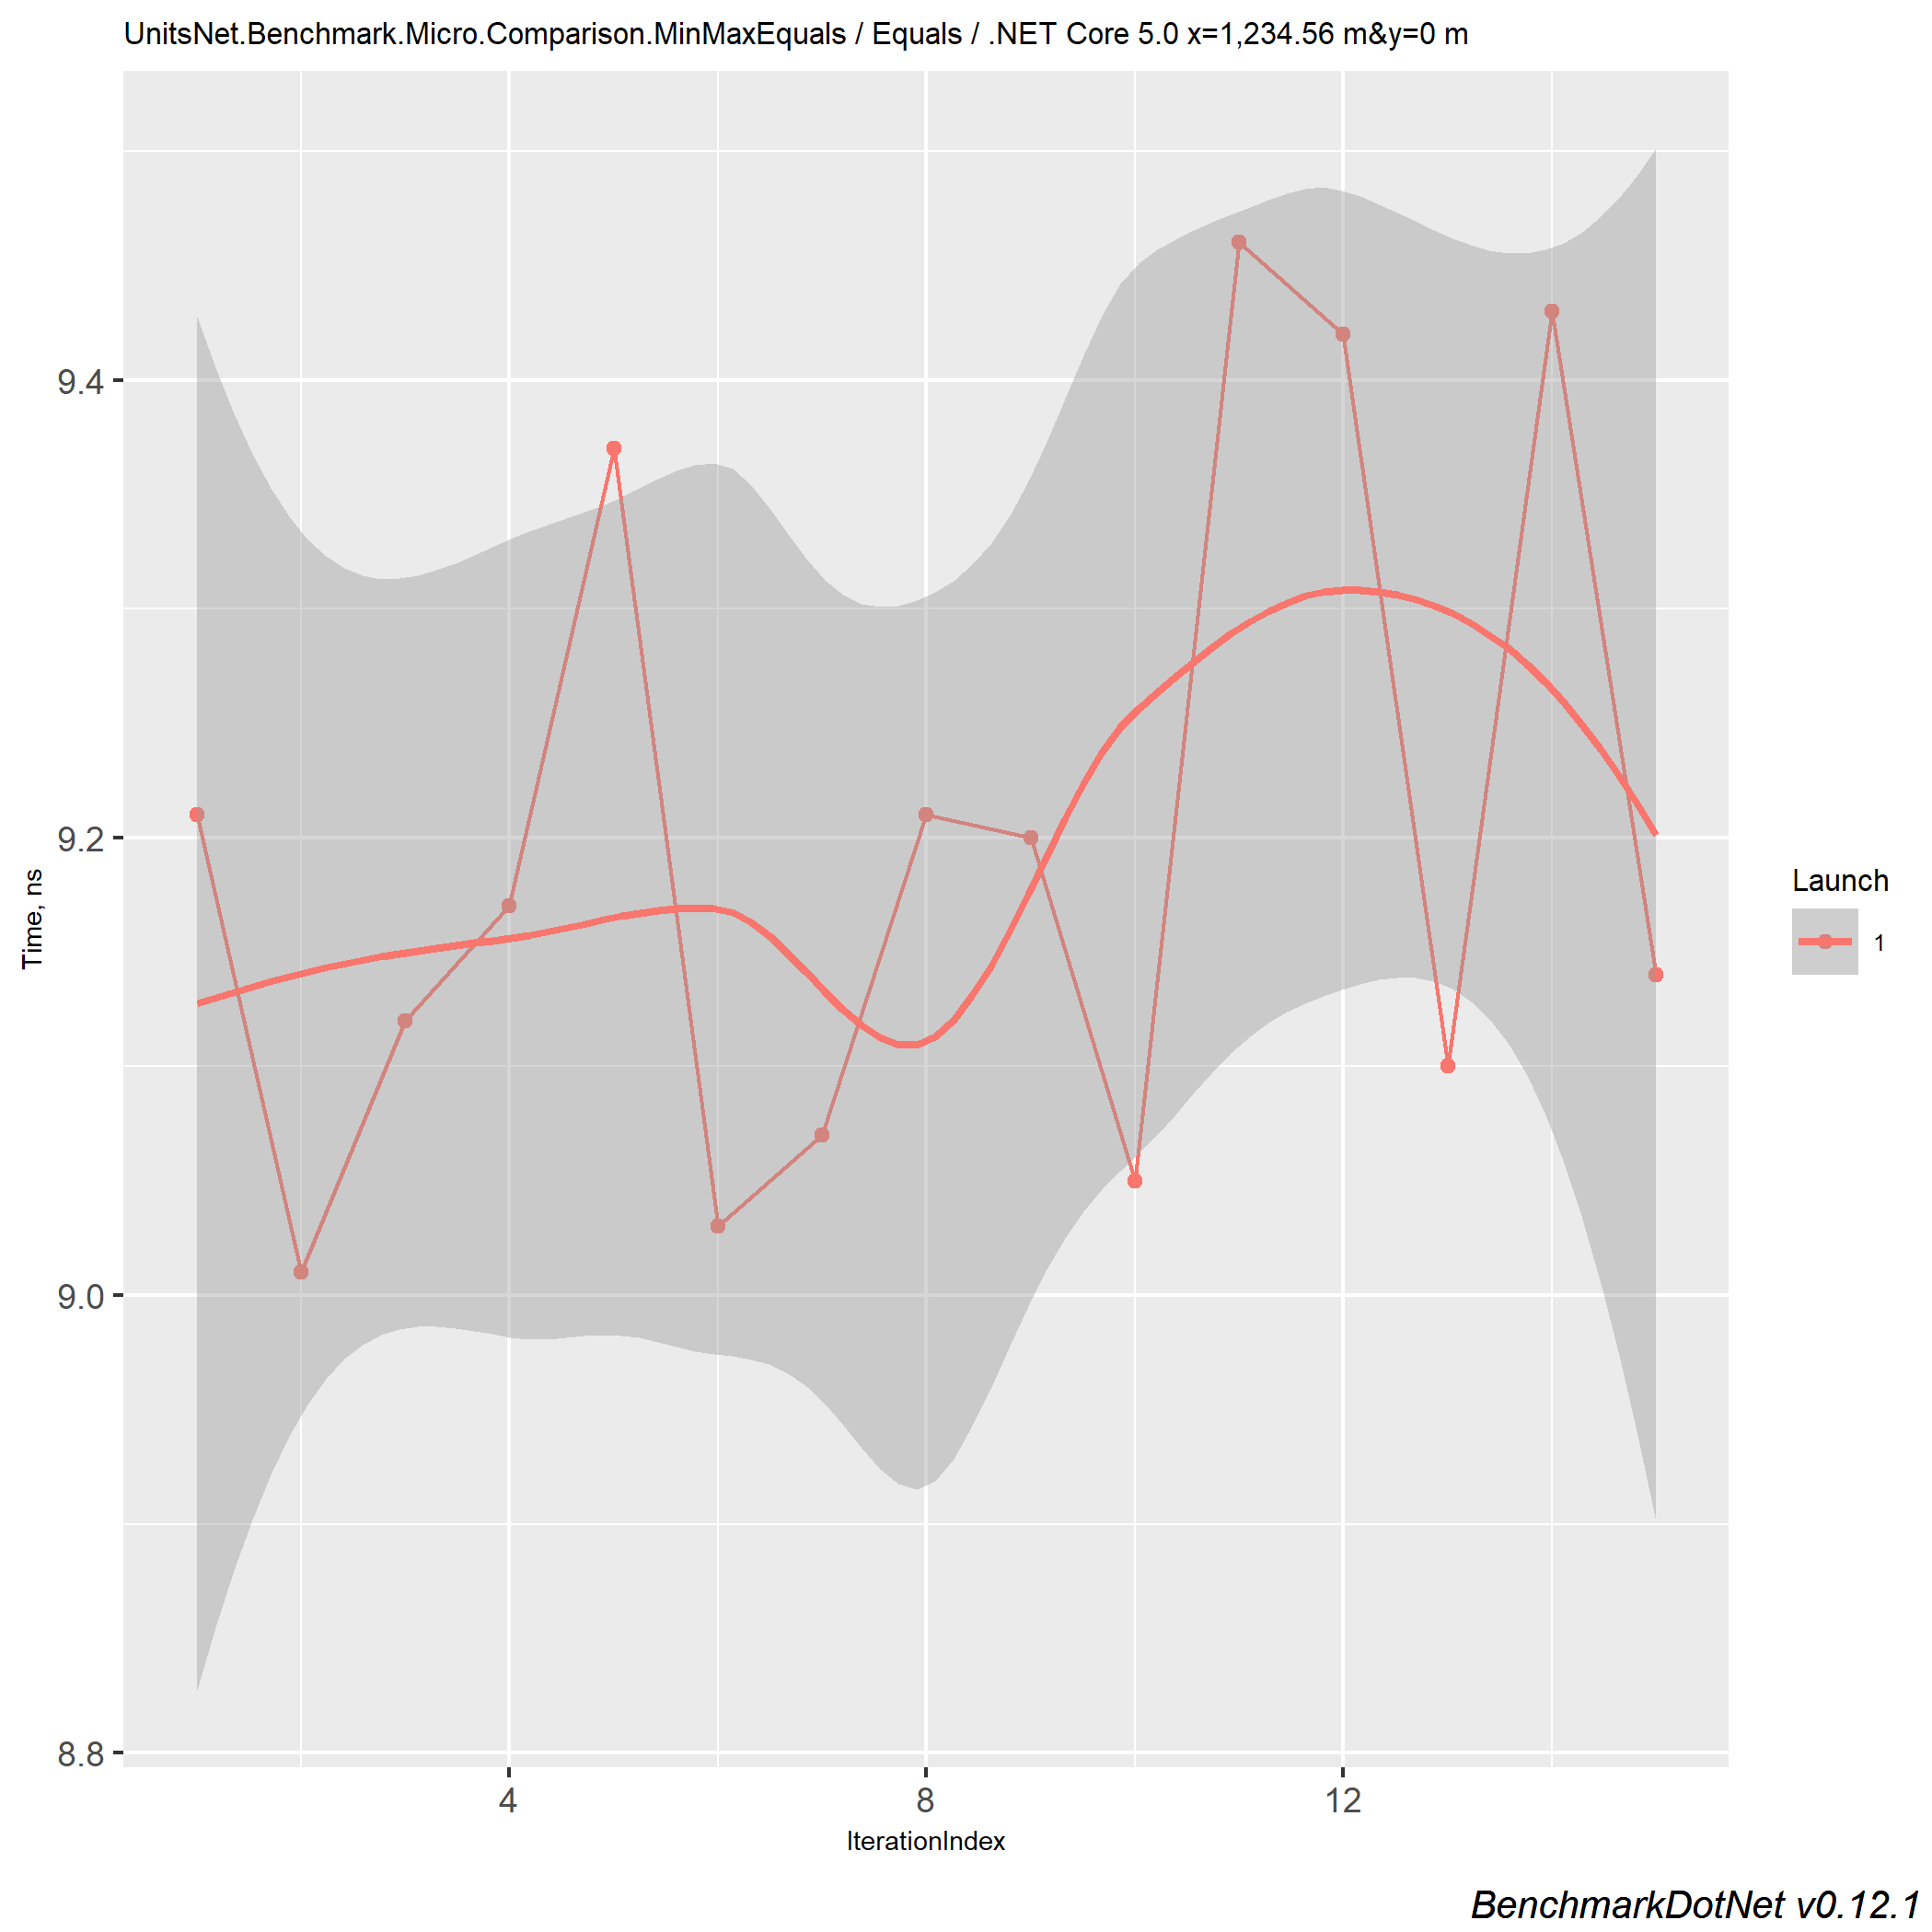 UnitsNet.Benchmark.Micro.Comparison.MinMaxEquals / Equals / .NET Core 5.0 x=1,234.56 m&y=0 m
9.4
9.2
9.0
8.8
Time, ns
4
8
12
IterationIndex
Launch
1
BenchmarkDotNet v0.12.1